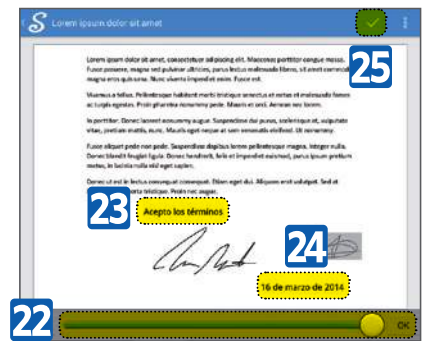 S Lorem ipsum dolor sit amet
25
Lorem ipsum dolor sit amet, consectetuer adipiscing elit. Maecenas porttitor congue massa.
Fusce posuere, magna sed pulvinar ultricies, purus lectus malesuada libero, sit amet commodo
magna eros quis urna. Nunc viverra imperdiet enim. Fusce est.
Vivamus a tellus. Pellentesque habitant morbi tristique senectus et netus et malesuada fames
ac turpis egestas. Proin pharetra nonummy pede. Mauris et orci. Aenean nec lorem.
In porttitor. Donec laoreet nonummy augue. Suspendisse dui purus, scelerisque at, vulputate
vitae, pretium mattis, nunc. Mauris eget neque at sem venenatis eleifend. Ut nonummy.
Fusce aliquet pede non pede. Suspendisse dapibus lorem pellentesque magna. Integer nulla.
Donec blandit feugiat ligula. Donec hendrerit, felis et imperdiet euismod, purus ipsum pretium
metus, in lacinia nulla nisl eget sapien.
Donec ut est in lectus consequat consequat. Etiam eget dui. Aliquam erat volutpat. Sed at
porta tristique. Proin nec augue.
23
Acepto los términos
24
16 de marzo de 2014
22
OK